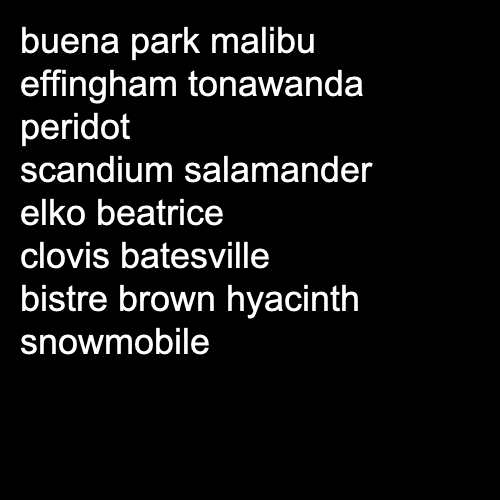 buena park malibu
effingham tonawanda
peridot
scandium salamander
elko beatrice
clovis batesville
bistre brown hyacinth
snowmobile